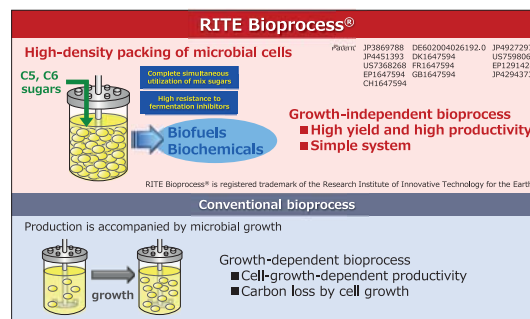 RITE Bioprocess®
High-density packing of microbial cells
Patent JP3869788 DE602004026192.0 JP4927297
JP4451393 DK1647594
US7368268 FR1647594
EP1647594 GB1647594
CH1647594
C5, C6
sugars
Complete simultaneous
utilization of mix sugars
High resistance to
fermentation inhibitors
Biofuels
Biochemicals
Growth-independent bioprocess
■High yield and high productivity
■Simple system
RITE Bioprocess® is registered trademark of the Research Institute of Innovative Technology for the Earth
Conventional bioprocess
Production is accompanied by microbial growth
growth
Growth-dependent bioprocess
■Cell-growth-dependent productivity
■Carbon loss by cell growth